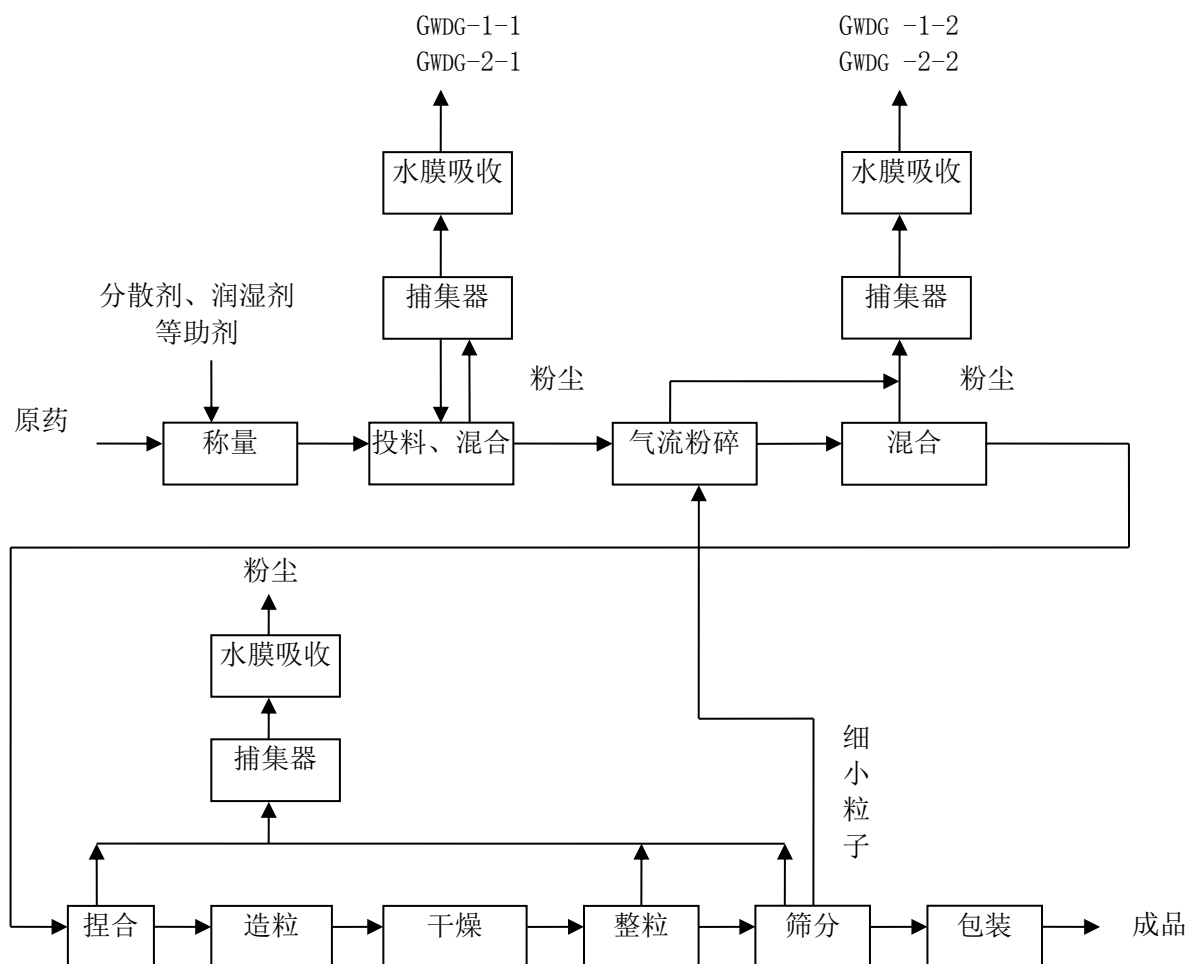 GWDG-1-1
GWDG-2-1
GWDG -1-2
GWDG -2-2
水膜吸收
水膜吸收
捕集器
捕集器
分散剂、润湿剂
等助剂
粉尘
粉尘
原药
称量
投料、混合
气流粉碎
混合
粉尘
水膜吸收
捕集器
细
小
粒
子
捏合
造粒
干燥
整粒
筛分
包装
成品